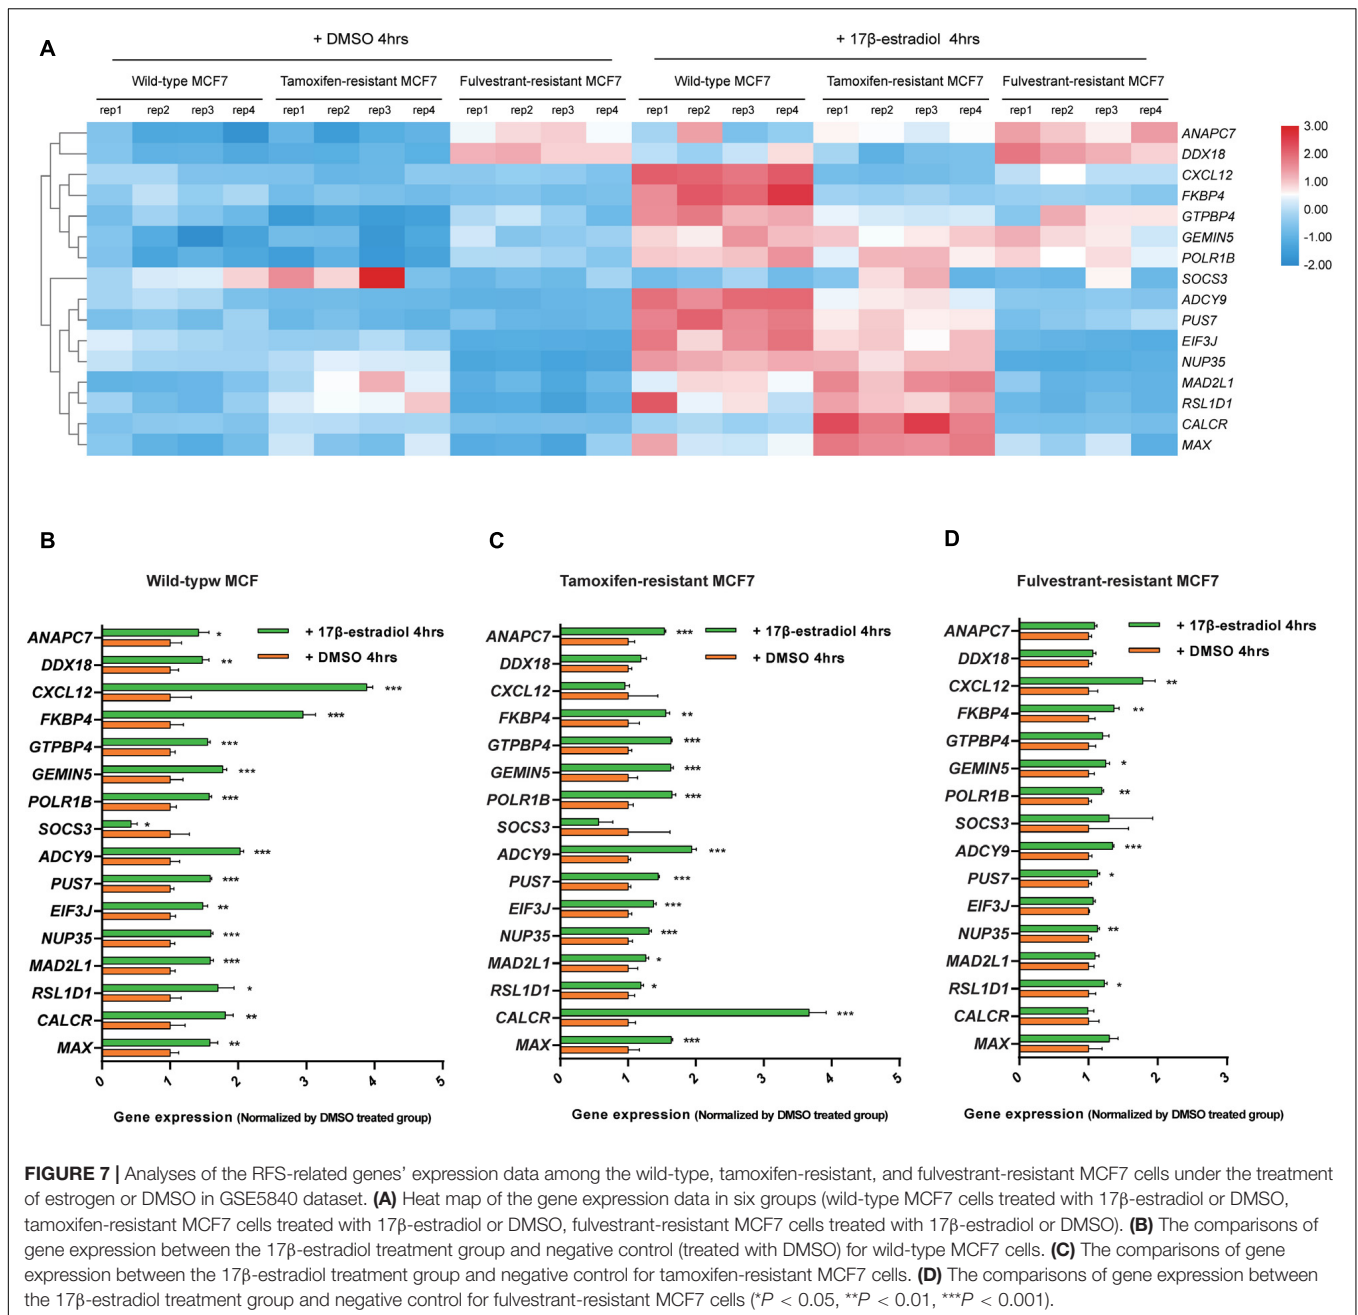 A
+ DMSO 4hrs
+ 17β-estradiol 4hrs
Wild-type MCF7
Tamoxifen-resistant MCF7
Fulvestrant-resistant MCF7
Wild-type MCF7
Tamoxifen-resistant MCF7
Fulvestrant-resistant MCF7
rep1 rep2 rep3 rep4 rep1 rep2 rep3 rep4 rep1 rep2 rep3 rep4 rep1 rep2 rep3 rep4 rep1 rep2 rep3 rep4 rep1 rep2 rep3 rep4
ANAPC7
DDX18
CXCL12
FKBP4
GTPBP4
GEMIN5
POLR1B
SOCS3
ADCY9
PUS7
EIF3J
NUP35
MAD2L1
RSL1D1
CALCR
MAX
3.00
2.00
1.00
0.00
-1.00
-2.00
B
Wild-typw MCF
+ 17β-estradiol 4hrs
+ DMSO 4hrs
ANAPC7 *
DDX18 **
CXCL12 ***
FKBP4 ***
GTPBP4 ***
GEMIN5 ***
POLR1B ***
SOCS3 *
ADCY9 ***
PUS7 ***
EIF3J **
NUP35 ***
MAD2L1 ***
RSL1D1 *
CALCR **
MAX **
0 1 2 3 4 5
Gene expression (Normalized by DMSO treated group)
C
Tamoxifen-resistant MCF7
+ 17β-estradiol 4hrs
+ DMSO 4hrs
ANAPC7 ***
DDX18
CXCL12
FKBP4 **
GTPBP4 ***
GEMIN5 ***
POLR1B ***
SOCS3
ADCY9 ***
PUS7 ***
EIF3J ***
NUP35 ***
MAD2L1 *
RSL1D1 *
CALCR ***
MAX ***
0 1 2 3 4 5
Gene expression (Normalized by DMSO treated group)
D
Fulvestrant-resistant MCF7
+ 17β-estradiol 4hrs
+ DMSO 4hrs
ANAPC7
DDX18
CXCL12 **
FKBP4 **
GTPBP4
GEMIN5 *
POLR1B **
SOCS3
ADCY9 ***
PUS7 *
EIF3J
NUP35 **
MAD2L1
RSL1D1 *
CALCR
MAX
0 1 2 3
Gene expression (Normalized by DMSO treated group)
FIGURE 7 | Analyses of the RFS-related genes' expression data among the wild-type, tamoxifen-resistant, and fulvestrant-resistant MCF7 cells under the treatment
of estrogen or DMSO in GSE5840 dataset. (A) Heat map of the gene expression data in six groups (wild-type MCF7 cells treated with 17β-estradiol or DMSO,
tamoxifen-resistant MCF7 cells treated with 17β-estradiol or DMSO, fulvestrant-resistant MCF7 cells treated with 17β-estradiol or DMSO). (B) The comparisons of
gene expression between the 17β-estradiol treatment group and negative control (treated with DMSO) for wild-type MCF7 cells. (C) The comparisons of gene
expression between the 17β-estradiol treatment group and negative control for tamoxifen-resistant MCF7 cells. (D) The comparisons of gene expression between
the 17β-estradiol treatment group and negative control for fulvestrant-resistant MCF7 cells (*P < 0.05, **P < 0.01, ***P < 0.001).